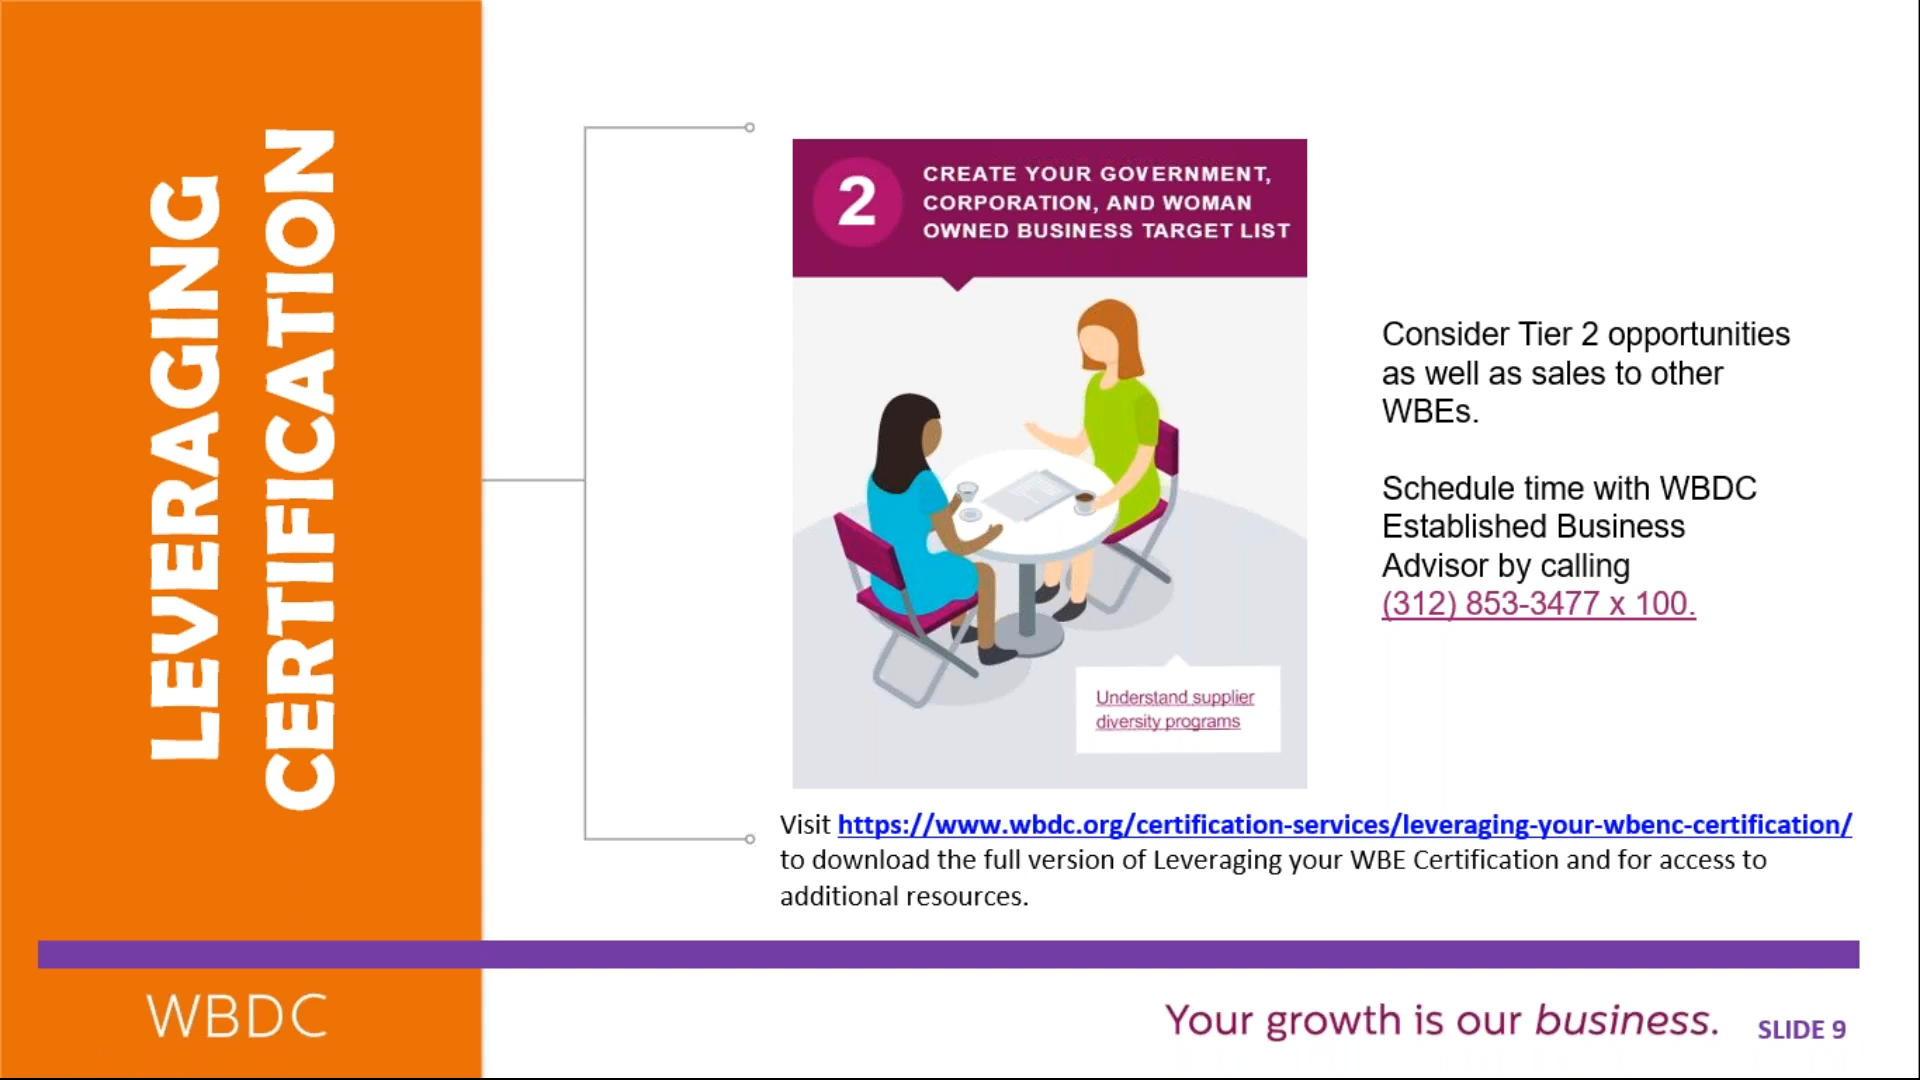 LEVERAGING
CERTIFICATION
2
CREATE YOUR GOVERNMENT,
CORPORATION, AND WOMAN
OWNED BUSINESS TARGET LIST
Understand supplier
diversity programs
Consider Tier 2 opportunities
as well as sales to other
WBEs.
Schedule time with WBDC
Established Business
Advisor by calling
(312) 853-3477 x 100.
Visit https://www.wbdc.org/certification-services/leveraging-your-wbenc-certification/
to download the full version of Leveraging your WBE Certification and for access to
additional resources.
WBDC
Your growth is our business.
SLIDE 9